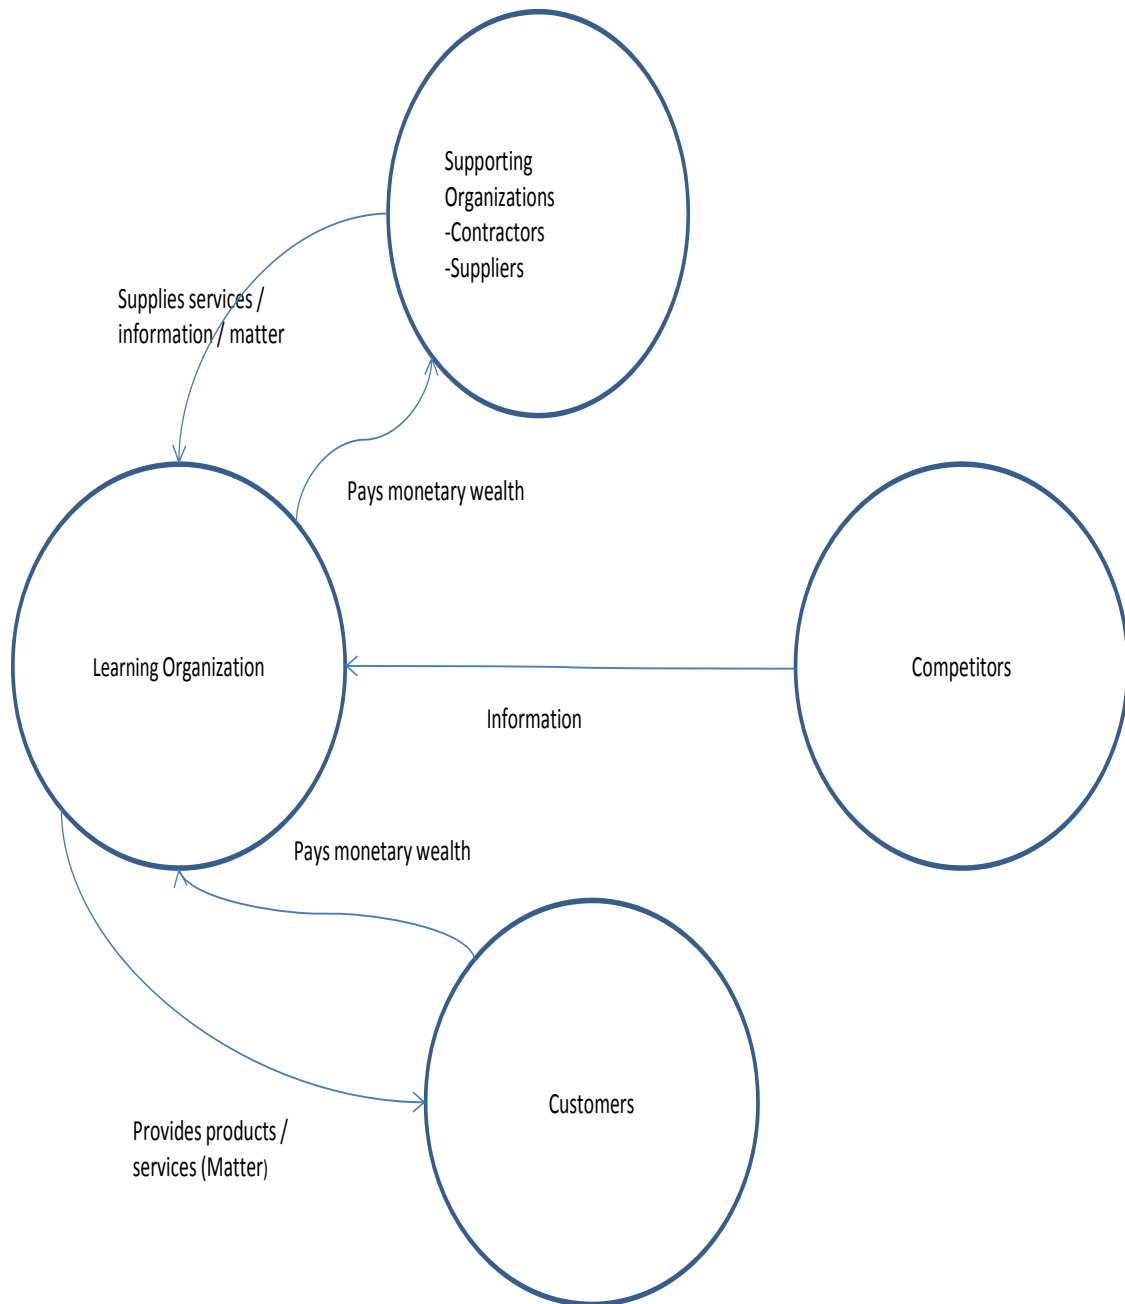 Supporting
Organizations
-Contractors
-Suppliers
Supplies services /
information / matter
Pays monetary wealth
Learning Organization
Competitors
Information
Pays monetary wealth
Customers
Provides products /
services (Matter)